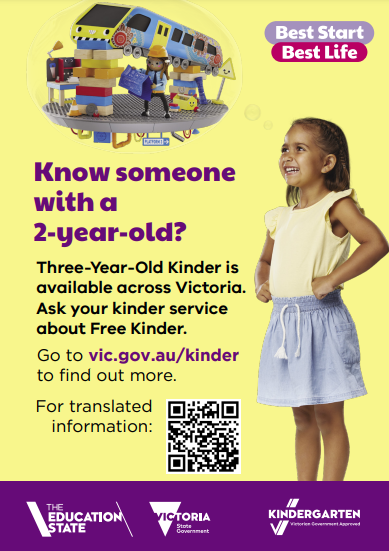 Best Start
Best Life
PLATFORM 2
Know someone
with a
2-year-old?
Three-Year-Old Kinder is
available across Victoria.
Ask your kinder service
about Free Kinder.
Go to vic.gov.au/kinder
to find out more.
For translated
information:
THE
EDUCATION
STATE
VICTORIA
State
Government
KINDERGARTEN
Victorian Government Approved